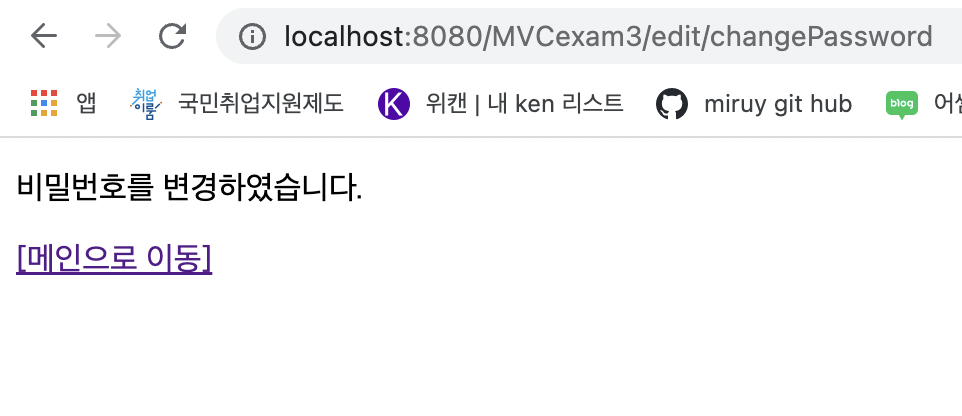 localhost:8080/MVCexam3/edit/changePassword
앱 취업이룸 국민취업지원제도 K 위캔 | 내 ken 리스트 miruy git hub blog 어
비밀번호를 변경하였습니다.
[메인으로 이동]